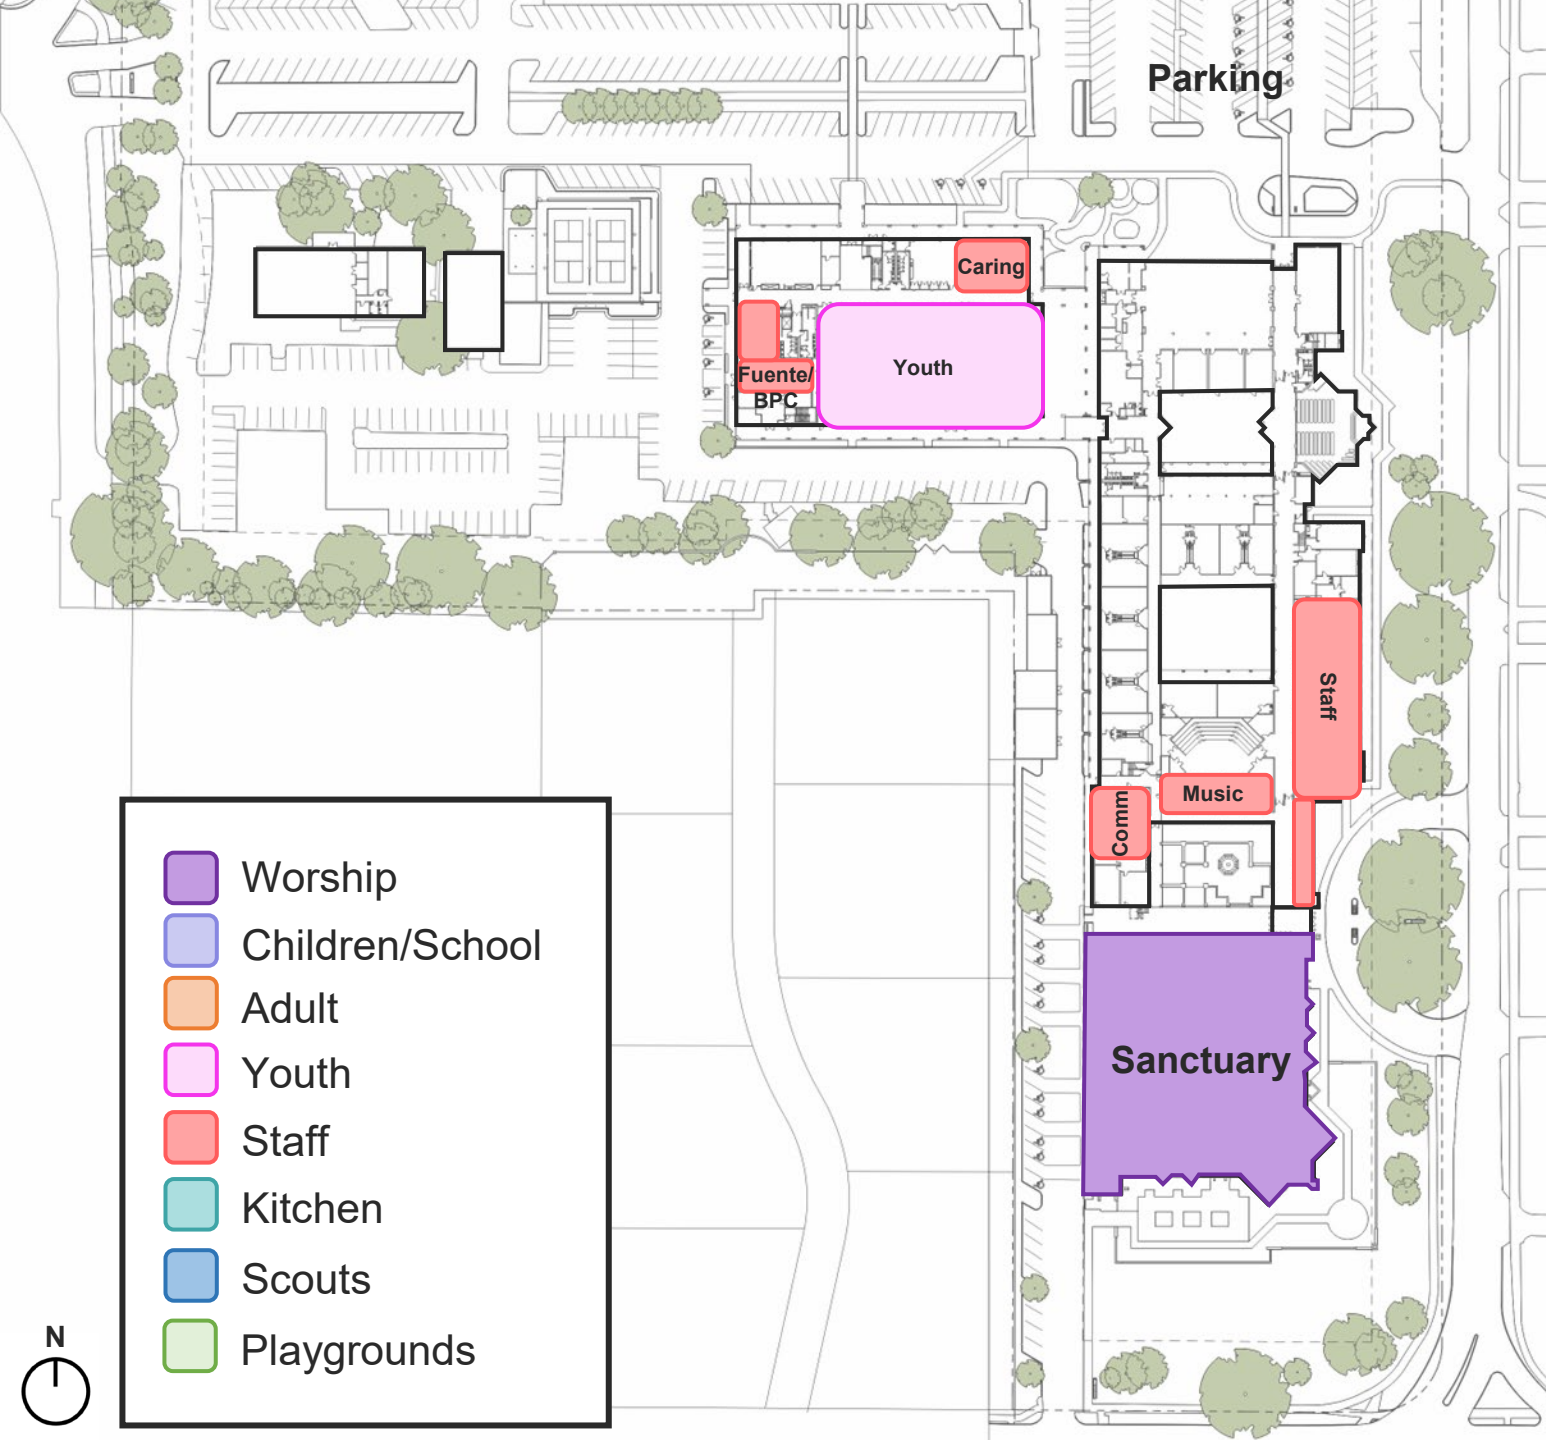 Parking
Caring
Fuente/
BPC
Youth
Staff
Music
Comm
Sanctuary
Worship
Children/School
Adult
Youth
Staff
Kitchen
Scouts
Playgrounds
N